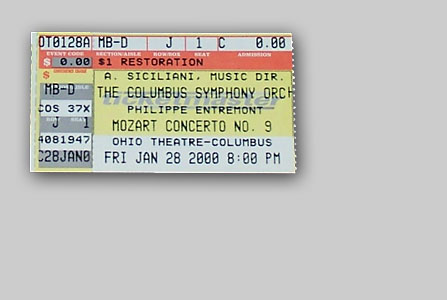 OT0128A MB-D J 1 C 0.00
EVENT CODE SECTION/AISLE ROW/BOX SEAT ADMISSION
$ 0.00 $1 RESTORATION
$ A. SICILIANI, MUSIC DIR.
MB-D THE COLUMBUS SYMPHONY ORCH
ticketmaster
COS 37X PHILIPPE ENTREMONT
J 1 MOZART CONCERTO NO. 9
4081947 OHIO THEATRE-COLUMBUS
C28JAN0 FRI JAN 28 2000 8:00 PM